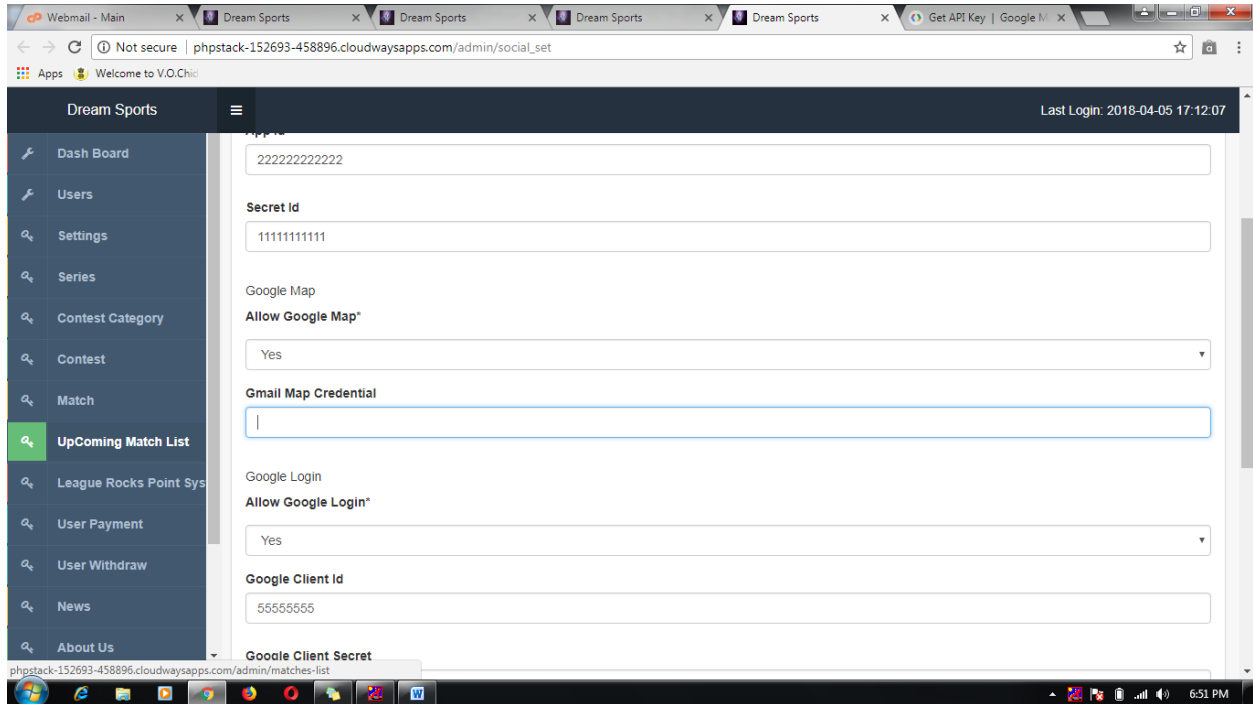 Webmail - Main
Dream Sports
Dream Sports
Dream Sports
Dream Sports
Get API Key | Google M
Not secure | phpstack-152693-458896.cloudwaysapps.com/admin/social_set
Apps
Welcome to V.O.Chid
Dream Sports
Last Login: 2018-04-05 17:12:07
Dash Board
Users
Settings
Series
Contest Category
Contest
Match
UpComing Match List
League Rocks Point Sys
User Payment
User Withdraw
News
About Us
App Id
222222222222
Secret Id
11111111111
Google Map
Allow Google Map*
Yes
Gmail Map Credential
Google Login
Allow Google Login*
Yes
Google Client Id
55555555
Google Client Secret
phpstack-152693-458896.cloudwaysapps.com/admin/matches-list
6:51 PM